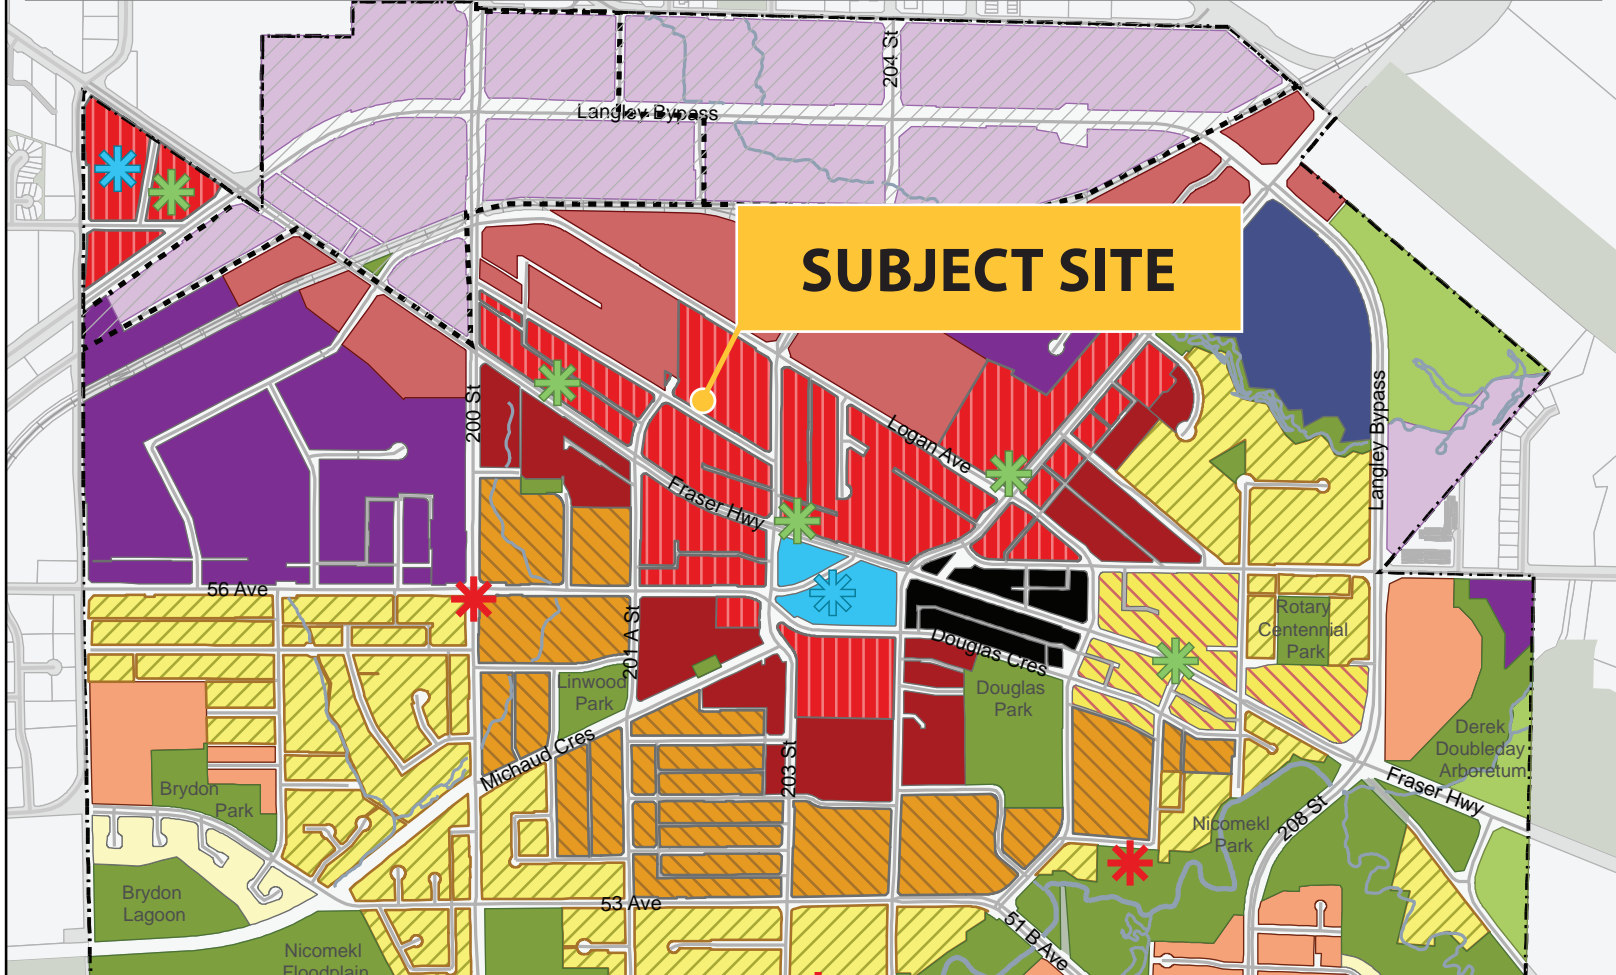 204 St
Langley Bypass
SUBJECT SITE
200 St
Langley Bypass
Logan Ave
Fraser Hwy
56 Ave
201 A St
Douglas Cres
Rotary
Centennial
Park
Linwood
Park
Douglas
Park
Michaud Cres
203 St
Derek
Doubleday
Arboretum
Fraser Hwy
Brydon
Park
208 St
Nicomekl
Park
Brydon
Lagoon
53 Ave
51 B Ave
Nicomekl
Floodplain